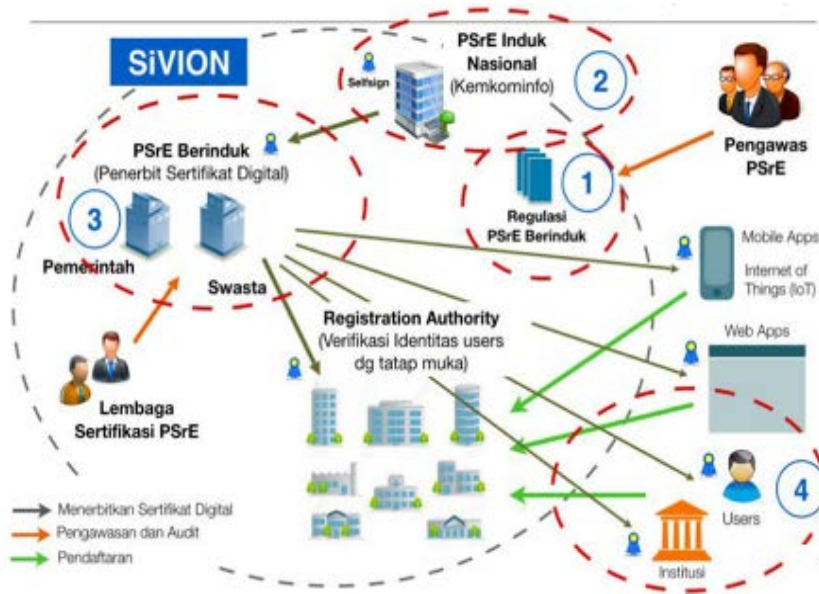 SiVION
PSrE Induk
Nasional
(Kemkominfo)
2
Selfsign
PSrE Berinduk
(Penerbit Sertifikat Digital)
3
Pemerintah
Swasta
1
Regulasi
PSrE Berinduk
Pengawas
PSrE
Mobile Apps
Internet of
Things (IoT)
Web Apps
Registration Authority
(Verifikasi Identitas users
dg tatap muka)
Lembaga
Sertifikasi PSrE
4
Users
Institusi
Menerbitkan Sertifikat Digital
Pengawasan dan Audit
Pendaftaran